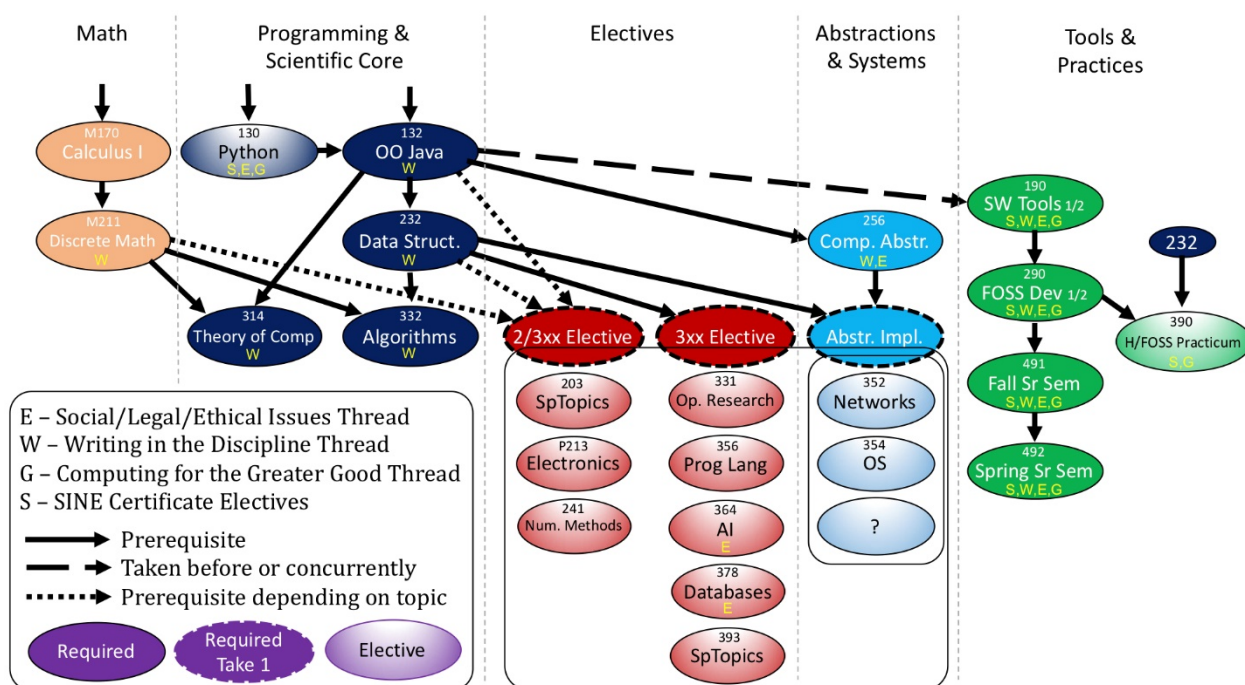 Math
Programming &
Scientific Core
Electives
Abstractions
& Systems
Tools &
Practices
M170
Calculus I
130
Python
S,E,G
132
OO Java
W
190
SW Tools 1/2
S,W,E,G
M211
Discrete Math
W
232
Data Struct.
W
256
Comp. Abstr.
W,E
232
290
FOSS Dev 1/2
S,W,E,G
314
Theory of Comp
W
332
Algorithms
W
2/3xx Elective
3xx Elective
Abstr. Impl.
390
H/FOSS Practicum
S,G
491
Fall Sr Sem
S,W,E,G
492
Spring Sr Sem
S,W,E,G
203
SpTopics
P213
Electronics
241
Num. Methods
331
Op. Research
356
Prog Lang
364
AI
E
378
Databases
E
393
SpTopics
352
Networks
354
OS
?
E – Social/Legal/Ethical Issues Thread
W – Writing in the Discipline Thread
G – Computing for the Greater Good Thread
S – SINE Certificate Electives
Prerequisite
Taken before or concurrently
Prerequisite depending on topic
Required
Required
Take 1
Elective